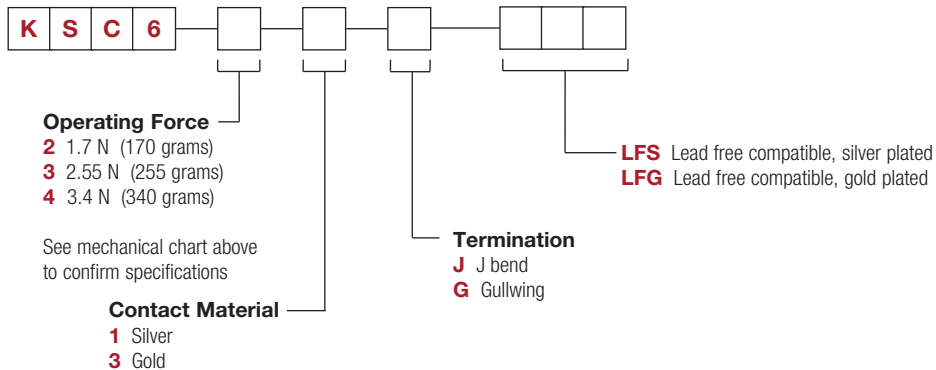 K S C 6
Operating Force
2 1.7 N (170 grams)
3 2.55 N (255 grams)
4 3.4 N (340 grams)
See mechanical chart above
to confirm specifications
Contact Material
1 Silver
3 Gold
Termination
J J bend
G Gullwing
LFS Lead free compatible, silver plated
LFG Lead free compatible, gold plated